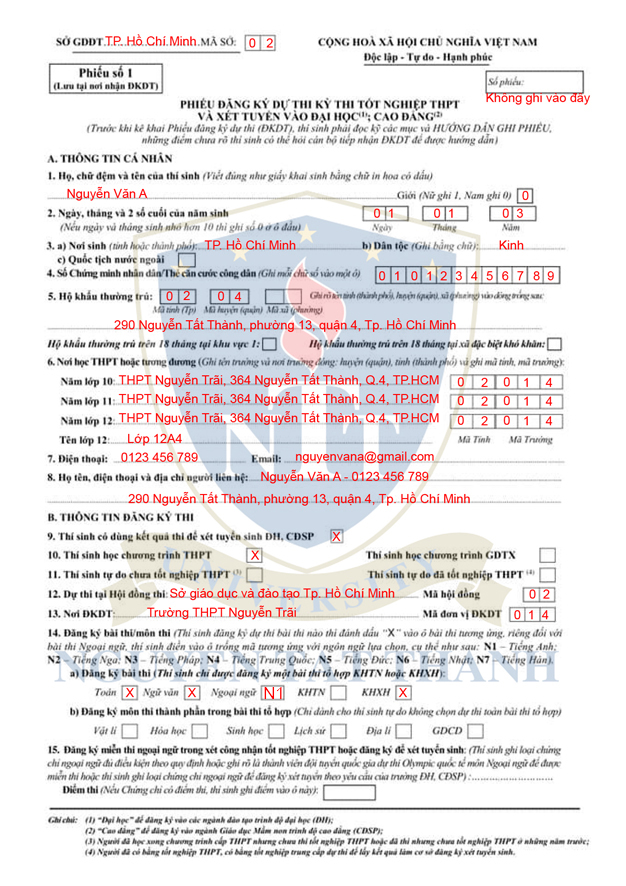 SỞ GDĐT TP. Hồ Chí Minh MÃ SỐ: 0 2 CỘNG HOÀ XÃ HỘI CHỦ NGHĨA VIỆT NAM
Độc lập - Tự do - Hạnh phúc
Phiếu số 1
(Lưu tại nơi nhận ĐKDT)
Số phiếu:
Không ghi vào đây
PHIẾU ĐĂNG KÝ DỰ THI KỲ THI TỐT NGHIỆP THPT
VÀ XÉT TUYỂN VÀO ĐẠI HỌC(1); CAO ĐẲNG(2)
(Trước khi kê khai Phiếu đăng ký dự thi (ĐKDT), thí sinh phải đọc kỹ các mục và HƯỚNG DẪN GHI PHIẾU,
những điểm chưa rõ thí sinh có thể hỏi cán bộ tiếp nhận ĐKDT để được hướng dẫn)
A. THÔNG TIN CÁ NHÂN
1. Họ, chữ đệm và tên của thí sinh (Viết đúng như giấy khai sinh bằng chữ in hoa có dấu)
Nguyễn Văn A Giới (Nữ ghi 1, Nam ghi 0) 0
2. Ngày, tháng và 2 số cuối của năm sinh 0 1 0 1 0 3
(Nếu ngày và tháng sinh nhỏ hơn 10 thì ghi số 0 ở ô đầu) Ngày Tháng Năm
3. a) Nơi sinh (tỉnh hoặc thành phố): TP. Hồ Chí Minh b) Dân tộc (Ghi bằng chữ): Kinh
c) Quốc tịch nước ngoài
4. Số Chứng minh nhân dân/Thẻ căn cước công dân (Ghi mỗi chữ số vào một ô) 0 1 0 1 2 3 4 5 6 7 8 9
5. Hộ khẩu thường trú: 0 2 0 4 Ghi rõ tên tỉnh (thành phố), huyện (quận), xã (phường) vào dòng trống sau:
Mã tỉnh (Tp) Mã huyện (quận) Mã xã (phường)
290 Nguyễn Tất Thành, phường 13, quận 4, Tp. Hồ Chí Minh
Hộ khẩu thường trú trên 18 tháng tại khu vực 1: Hộ khẩu thường trú trên 18 tháng tại xã đặc biệt khó khăn:
6. Nơi học THPT hoặc tương đương (Ghi tên trường và nơi trường đóng: huyện (quận), tỉnh (thành phố) và ghi mã tỉnh, mã trường):
Năm lớp 10: THPT Nguyễn Trãi, 364 Nguyễn Tất Thành, Q.4, TP.HCM 0 2 0 1 4
Năm lớp 11: THPT Nguyễn Trãi, 364 Nguyễn Tất Thành, Q.4, TP.HCM 0 2 0 1 4
Năm lớp 12: THPT Nguyễn Trãi, 364 Nguyễn Tất Thành, Q.4, TP.HCM 0 2 0 1 4
Tên lớp 12: Lớp 12A4 Mã Tỉnh Mã Trường
7. Điện thoại: 0123 456 789 Email: nguyenvana@gmail.com
8. Họ tên, điện thoại và địa chỉ người liên hệ: Nguyễn Văn A - 0123 456 789
290 Nguyễn Tất Thành, phường 13, quận 4, Tp. Hồ Chí Minh
B. THÔNG TIN ĐĂNG KÝ THI
9. Thí sinh có dùng kết quả thi để xét tuyển sinh ĐH, CĐSP X
10. Thí sinh học chương trình THPT X Thí sinh học chương trình GDTX
11. Thí sinh tự do chưa tốt nghiệp THPT (3) Thí sinh tự do đã tốt nghiệp THPT (4)
12. Dự thi tại Hội đồng thi: Sở giáo dục và đào tạo Tp. Hồ Chí Minh Mã hội đồng 0 2
13. Nơi ĐKDT: Trường THPT Nguyễn Trãi Mã đơn vị ĐKDT 0 1 4
14. Đăng ký bài thi/môn thi (Thí sinh đăng ký dự thi bài thi nào thì đánh dấu "X" vào ô bài thi tương ứng, riêng đối với
bài thi Ngoại ngữ, thí sinh điền vào ô trống mã tương ứng với ngôn ngữ lựa chọn, cụ thể như sau: N1 – Tiếng Anh;
N2 – Tiếng Nga; N3 – Tiếng Pháp; N4 – Tiếng Trung Quốc; N5 – Tiếng Đức; N6 – Tiếng Nhật; N7 – Tiếng Hàn).
a) Đăng ký bài thi (Thí sinh chỉ được đăng ký một bài thi tổ hợp KHTN hoặc KHXH):
Toán X Ngữ văn X Ngoại ngữ N1 KHTN KHXH X
b) Đăng ký môn thi thành phần trong bài thi tổ hợp (Chỉ dành cho thí sinh tự do không chọn dự thi toàn bài thi tổ hợp)
Vật lí Hóa học Sinh học Lịch sử Địa lí GDCD
15. Đăng ký miễn thi ngoại ngữ trong xét công nhận tốt nghiệp THPT hoặc đăng ký để xét tuyển sinh: (Thí sinh ghi loại chứng
chỉ ngoại ngữ đủ điều kiện theo quy định hoặc ghi rõ là thành viên đội tuyển quốc gia dự thi Olympic quốc tế môn Ngoại ngữ để được
miễn thi hoặc thí sinh ghi loại chứng chỉ ngoại ngữ để đăng ký xét tuyển theo yêu cầu của trường ĐH, CĐSP) :
Điểm thi (Nếu Chứng chỉ có điểm thi, thí sinh ghi điểm vào ô này):
Ghi chú: (1) "Đại học" để đăng ký vào các ngành đào tạo trình độ đại học (ĐH);
(2) "Cao đẳng" để đăng ký vào ngành Giáo dục Mầm non trình độ cao đẳng (CĐSP);
(3) Người đã học xong chương trình cấp THPT nhưng chưa thi tốt nghiệp THPT hoặc đã thi nhưng chưa tốt nghiệp THPT ở những năm trước;
(4) Người đã có bằng tốt nghiệp THPT, có bằng tốt nghiệp trung cấp dự thi để lấy kết quả làm cơ sở đăng ký xét tuyển sinh.
NTT
UNIVERSITY
NGUYEN TAT THANH